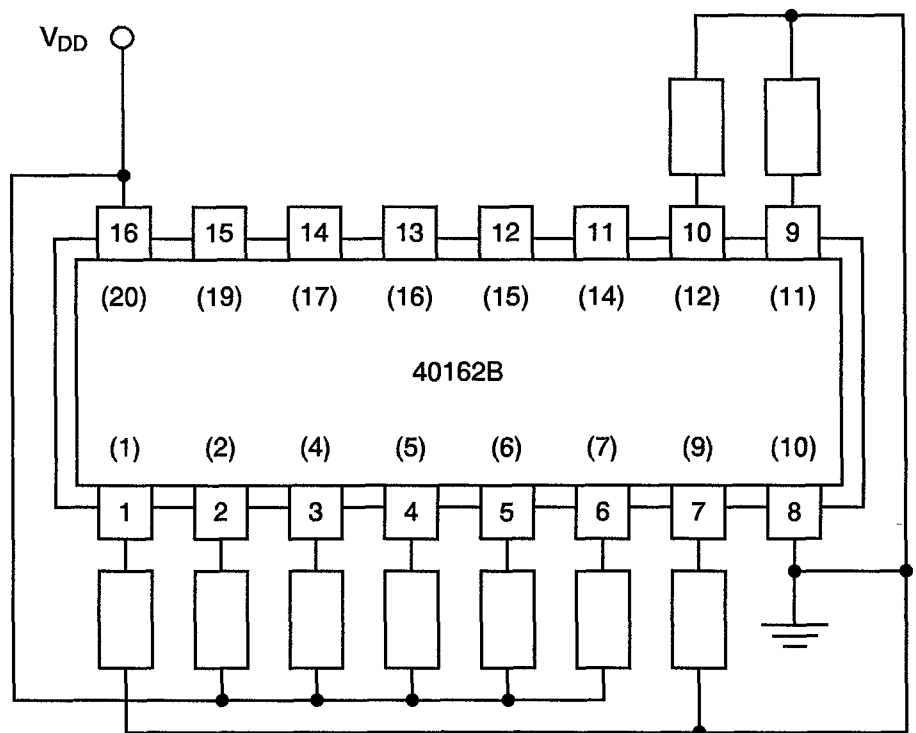 V_DD
16 15 14 13 12 11 10 9
(20) (19) (17) (16) (15) (14) (12) (11)
40162B
(1) (2) (4) (5) (6) (7) (9) (10)
1 2 3 4 5 6 7 8